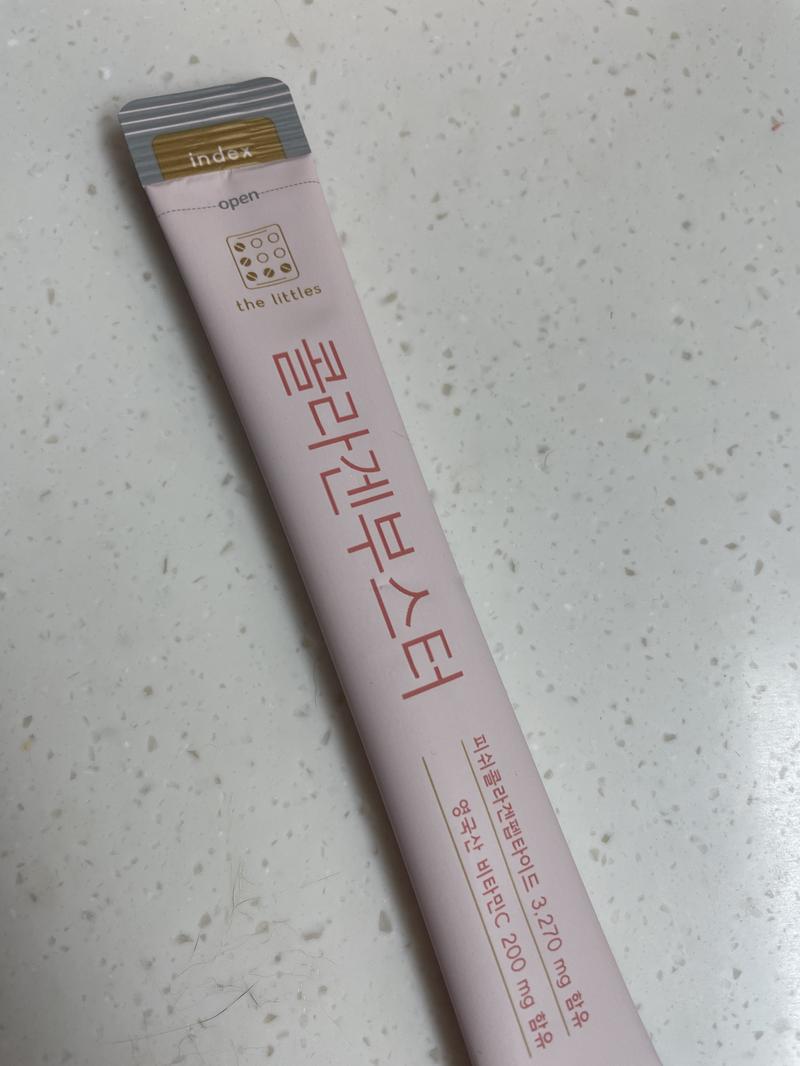 index
open
the littles
콜라겐부스터
피쉬콜라겐펩타이드 3,270 mg 함유
영국산 비타민C 200 mg 함유